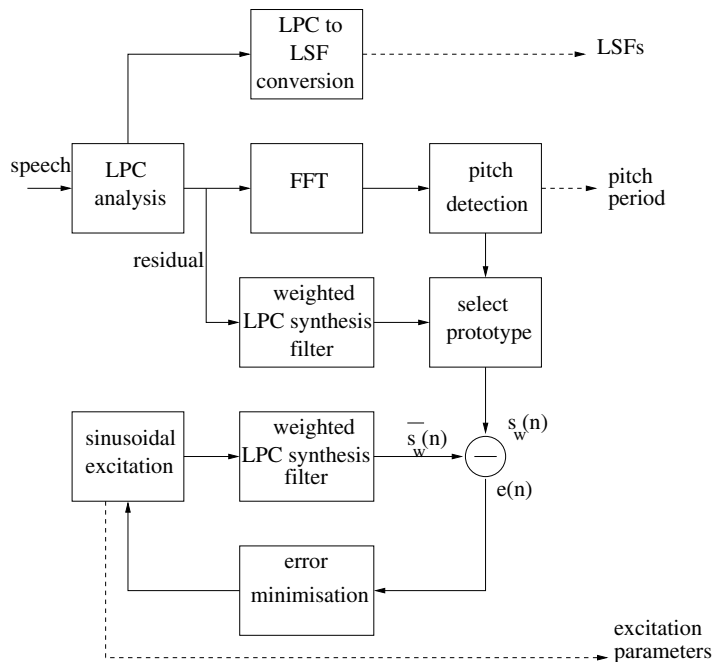 LPC to
LSF
conversion
LSFs
speech
LPC
analysis
FFT
pitch
detection
pitch
period
residual
weighted
LPC synthesis
filter
select
prototype
sinusoidal
excitation
weighted
LPC synthesis
filter
s̅_w(n)
s_w(n)
—
e(n)
error
minimisation
excitation
parameters